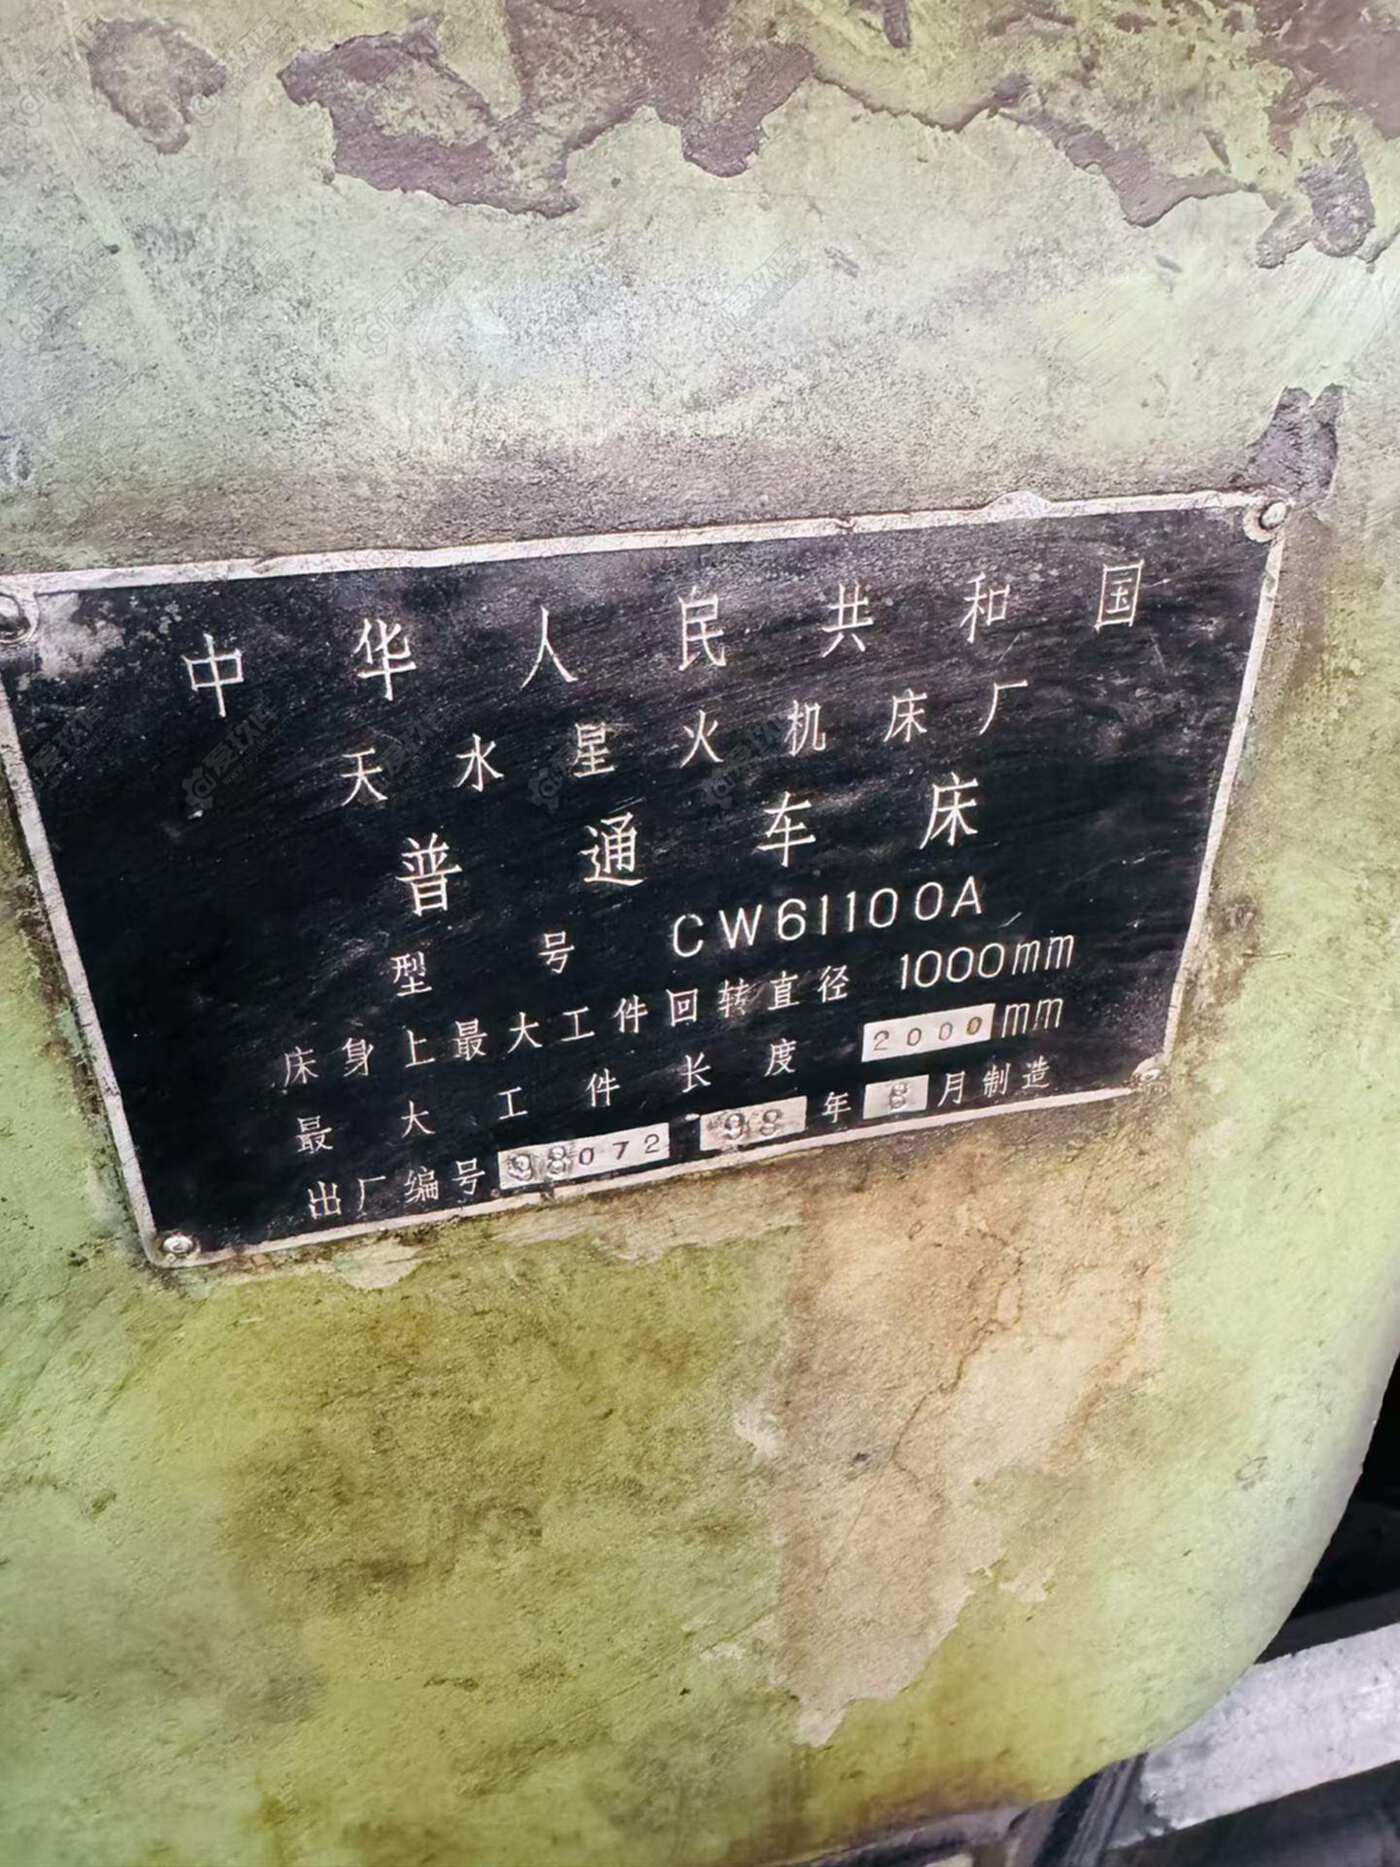 中华人民共和国
天水星火机床厂
普通车床
型号 CW61100A
床身上最大工件回转直径 1000mm
最大工件长度 2000mm
出厂编号 98072 98年8月制造